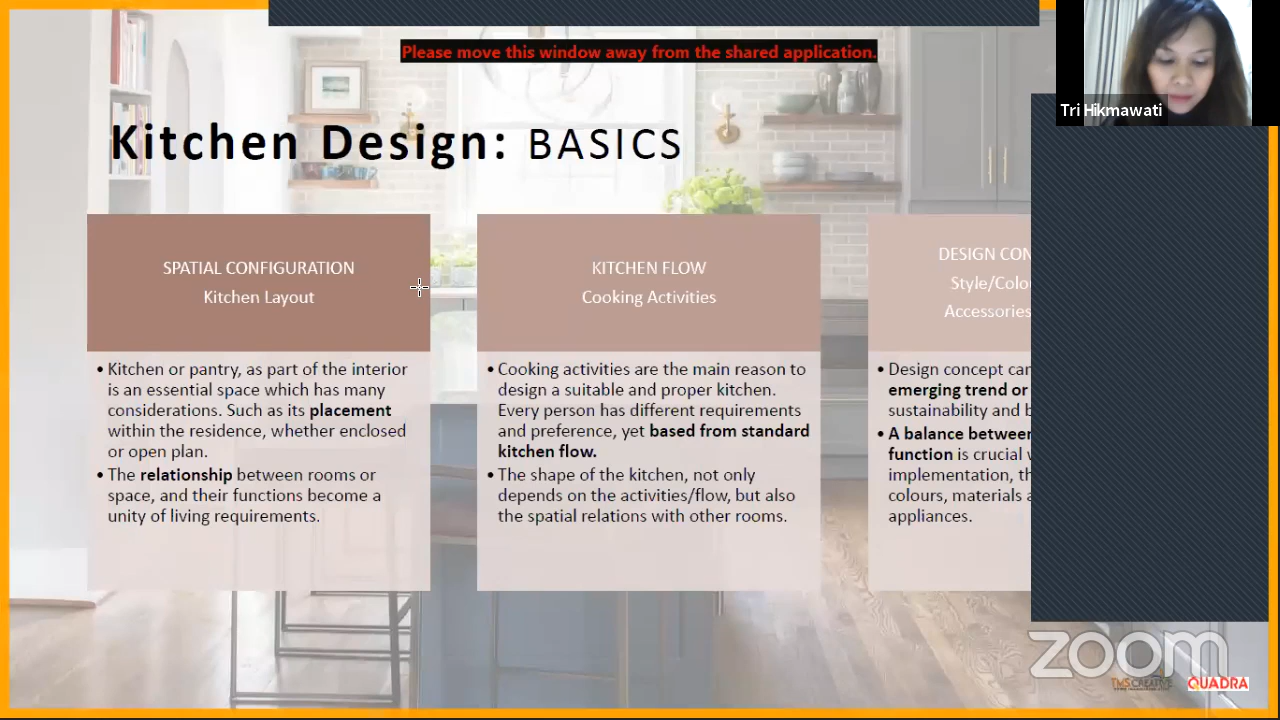 Please move this window away from the shared application.
Tri Hikmawati
Kitchen Design: BASICS
SPATIAL CONFIGURATION
Kitchen Layout
• Kitchen or pantry, as part of the interior
is an essential space which has many
considerations. Such as its placement
within the residence, whether enclosed
or open plan.
• The relationship between rooms or
space, and their functions become a
unity of living requirements.
KITCHEN FLOW
Cooking Activities
• Cooking activities are the main reason to
design a suitable and proper kitchen.
Every person has different requirements
and preference, yet based from standard
kitchen flow.
• The shape of the kitchen, not only
depends on the activities/flow, but also
the spatial relations with other rooms.
DESIGN CON
Style/Colo
Accessories
• Design concept can
emerging trend or
sustainability and b
• A balance between
function is crucial
implementation, th
colours, materials a
appliances.
zoom
TMSCREATIVE
QUADRA